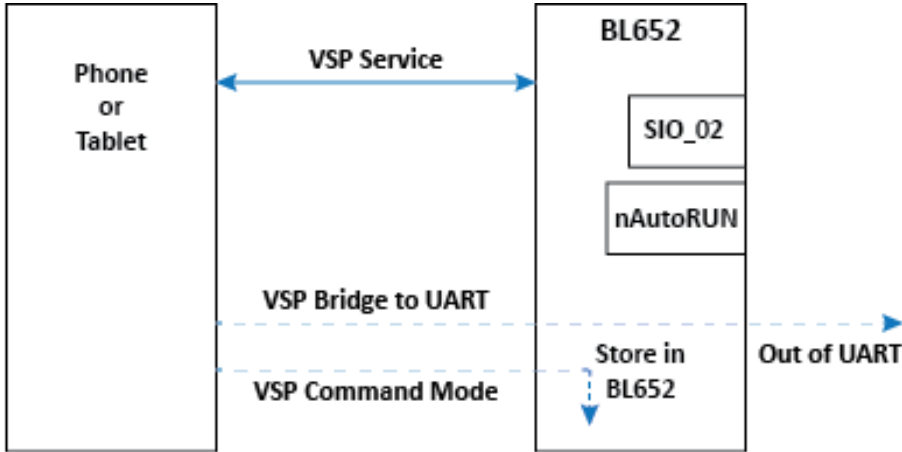 Phone
or
Tablet
VSP Service
BL652
SIO_02
nAutoRUN
VSP Bridge to UART
VSP Command Mode
Store in
BL652
Out of UART